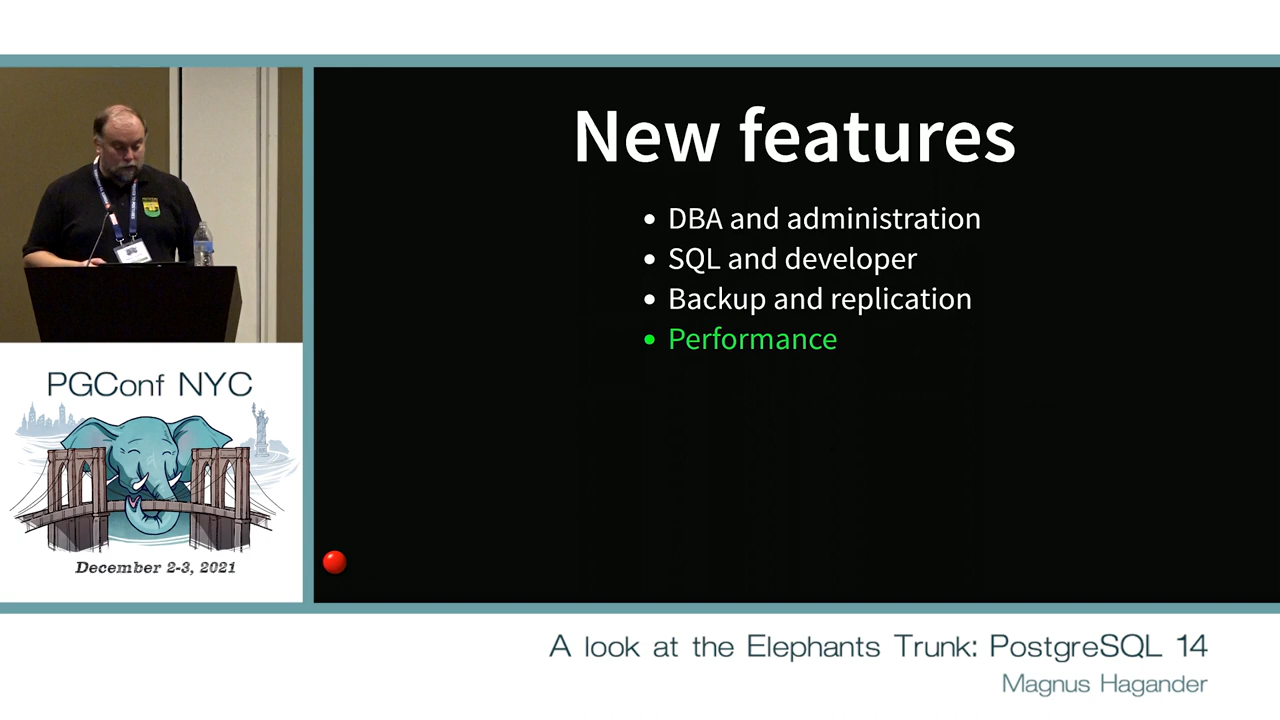 New features
DBA and administration
SQL and developer
Backup and replication
Performance
PGConf NYC
December 2-3, 2021
A look at the Elephants Trunk: PostgreSQL 14
Magnus Hagander